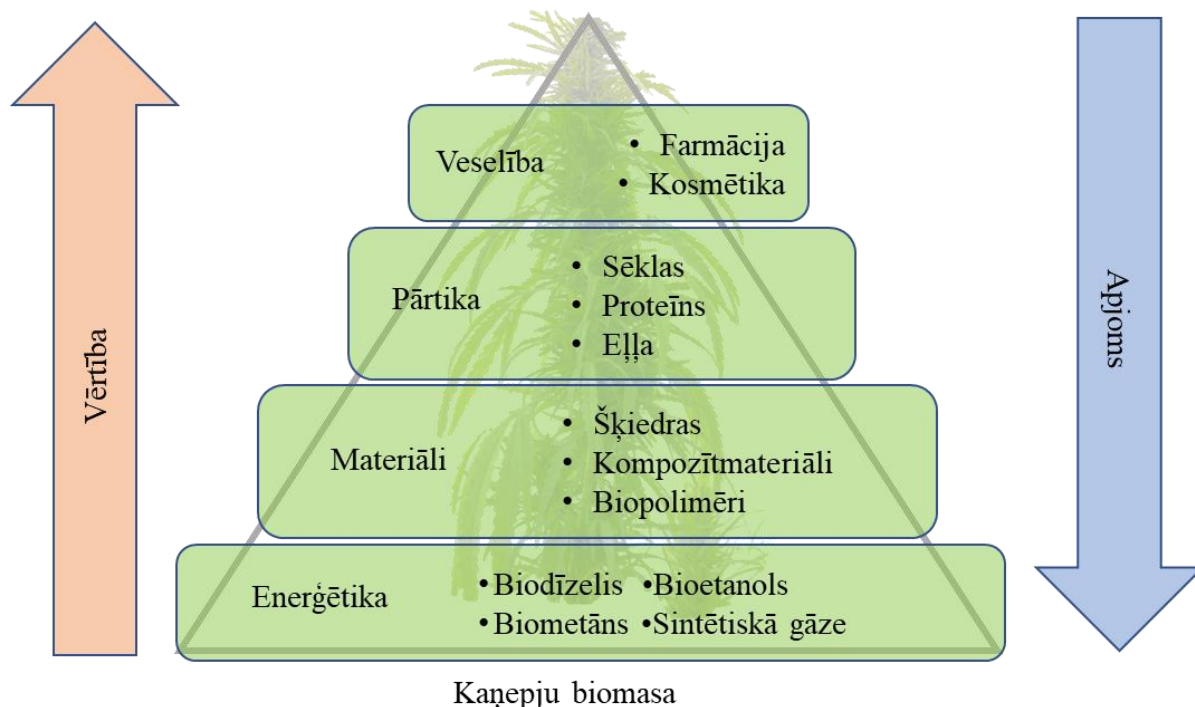 Vērtība
Veselība
• Farmācija
• Kosmētika
Pārtika
• Sēklas
• Proteīns
• Eļļa
Materiāli
• Šķiedras
• Kompozītmateriāli
• Biopolimēri
Enerģētika
•Biodīzelis •Bioetanols
•Biometāns •Sintētiskā gāze
Apjoms
Kaņepju biomasa